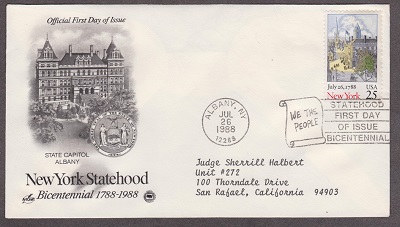 Official First Day of Issue
STATE CAPITOL
ALBANY
New York Statehood
Bicentennial 1788-1988
ALBANY, NY
JUL
26
1988
12288
WE THE
PEOPLE
July 26, 1788 USA
New York 25
STATEHOOD
FIRST DAY
OF ISSUE
BICENTENNIAL
Judge Sherrill Halbert
Unit #272
100 Thorndale Drive
San Rafael, California 94903